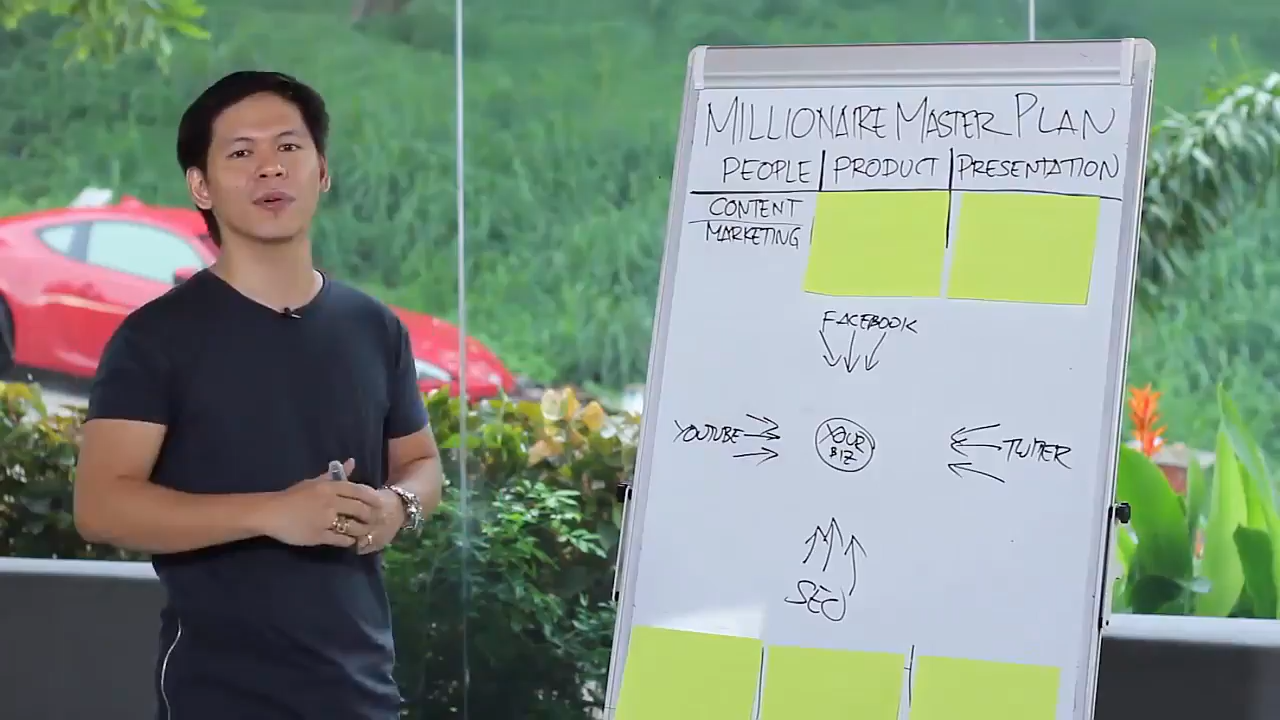 MILLIONAIRE MASTER PLAN
PEOPLE PRODUCT PRESENTATION
CONTENT
MARKETING
FACEBOOK
YOUTUBE
YOUR
BIZ
TWITTER
SEO